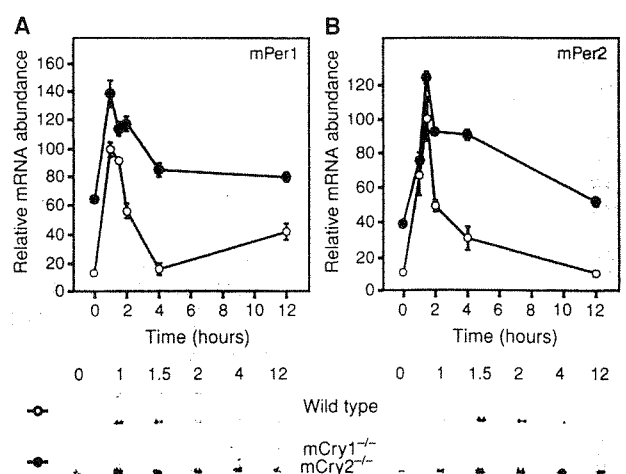 A
mPer1
160
140
120
100
80
60
40
20
0
Relative mRNA abundance
0 2 4 6 8 10 12
Time (hours)
B
mPer2
120
100
80
60
40
20
0
Relative mRNA abundance
0 2 4 6 8 10 12
Time (hours)
0 1 1.5 2 4 12
0 1 1.5 2 4 12
Wild type
mCry1−/−
mCry2−/−